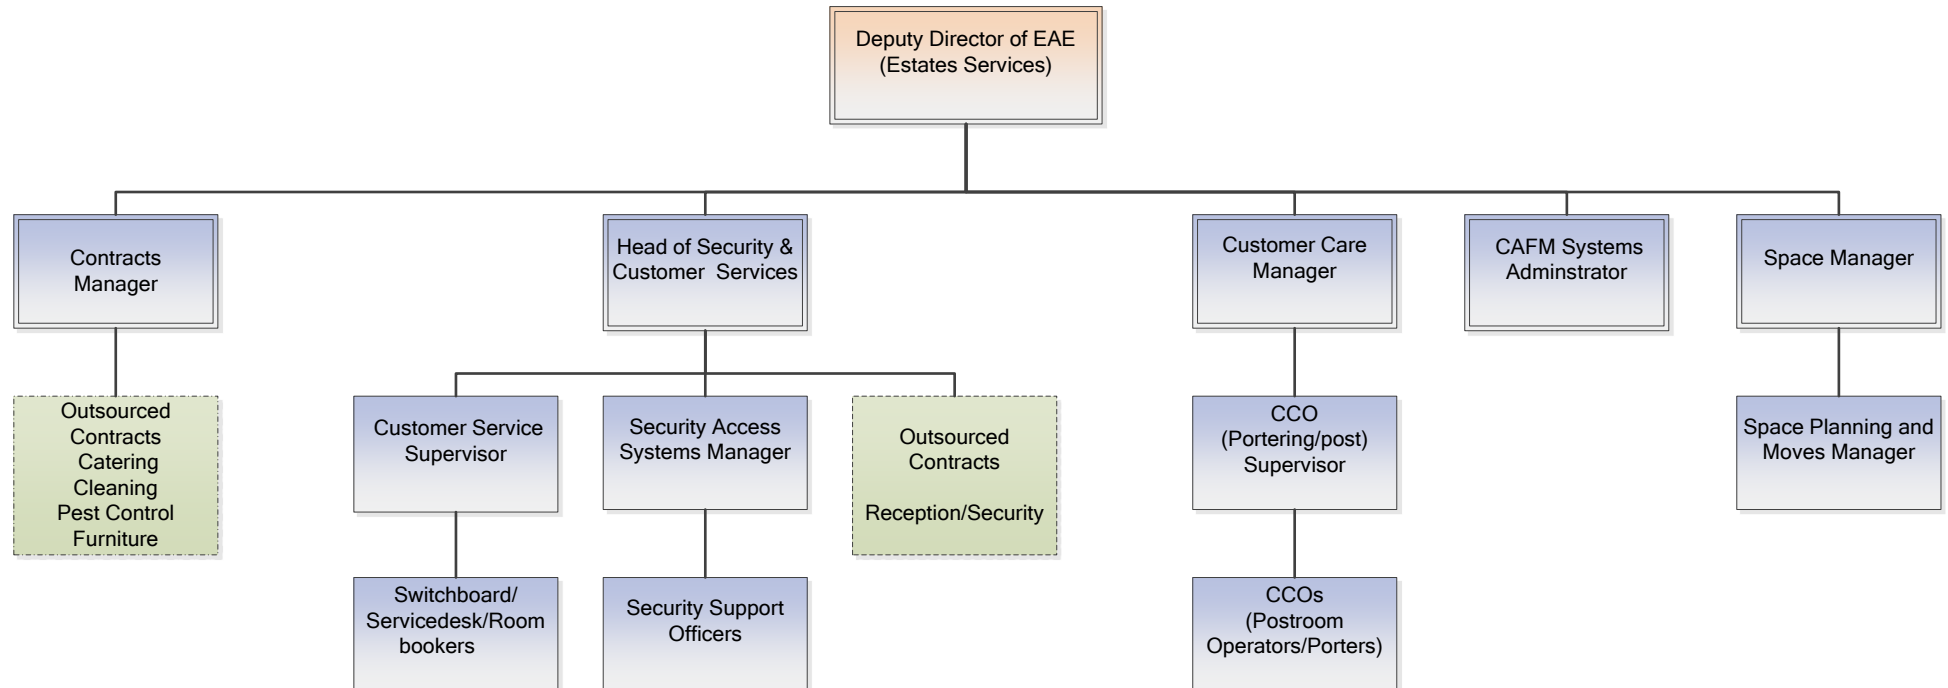 Deputy Director of EAE
(Estates Services)
Contracts
Manager
Head of Security &
Customer  Services
Customer Care
Manager
CAFM Systems
Adminstrator
Space Manager
Outsourced
Contracts
Catering
Cleaning
Pest Control
Furniture
Customer Service
Supervisor
Security Access
Systems Manager
Outsourced
Contracts
Reception/Security
CCO
(Portering/post)
Supervisor
Space Planning and
Moves Manager
Switchboard/
Servicedesk/Room
bookers
Security Support
Officers
CCOs
(Postroom
Operators/Porters)